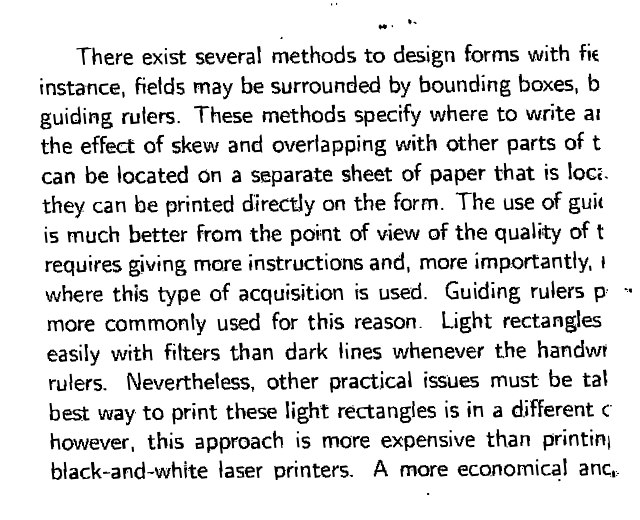 There exist several methods to design forms with fie
instance, fields may be surrounded by bounding boxes, b
guiding rulers. These methods specify where to write a
the effect of skew and overlapping with other parts of t
can be located on a separate sheet of paper that is loca
they can be printed directly on the form. The use of guid
is much better from the point of view of the quality of t
requires giving more instructions and, more importantly,
where this type of acquisition is used. Guiding rulers p
more commonly used for this reason. Light rectangles
easily with filters than dark lines whenever the handwr
rulers. Nevertheless, other practical issues must be tak
best way to print these light rectangles is in a different c
however, this approach is more expensive than printing
black-and-white laser printers. A more economical and